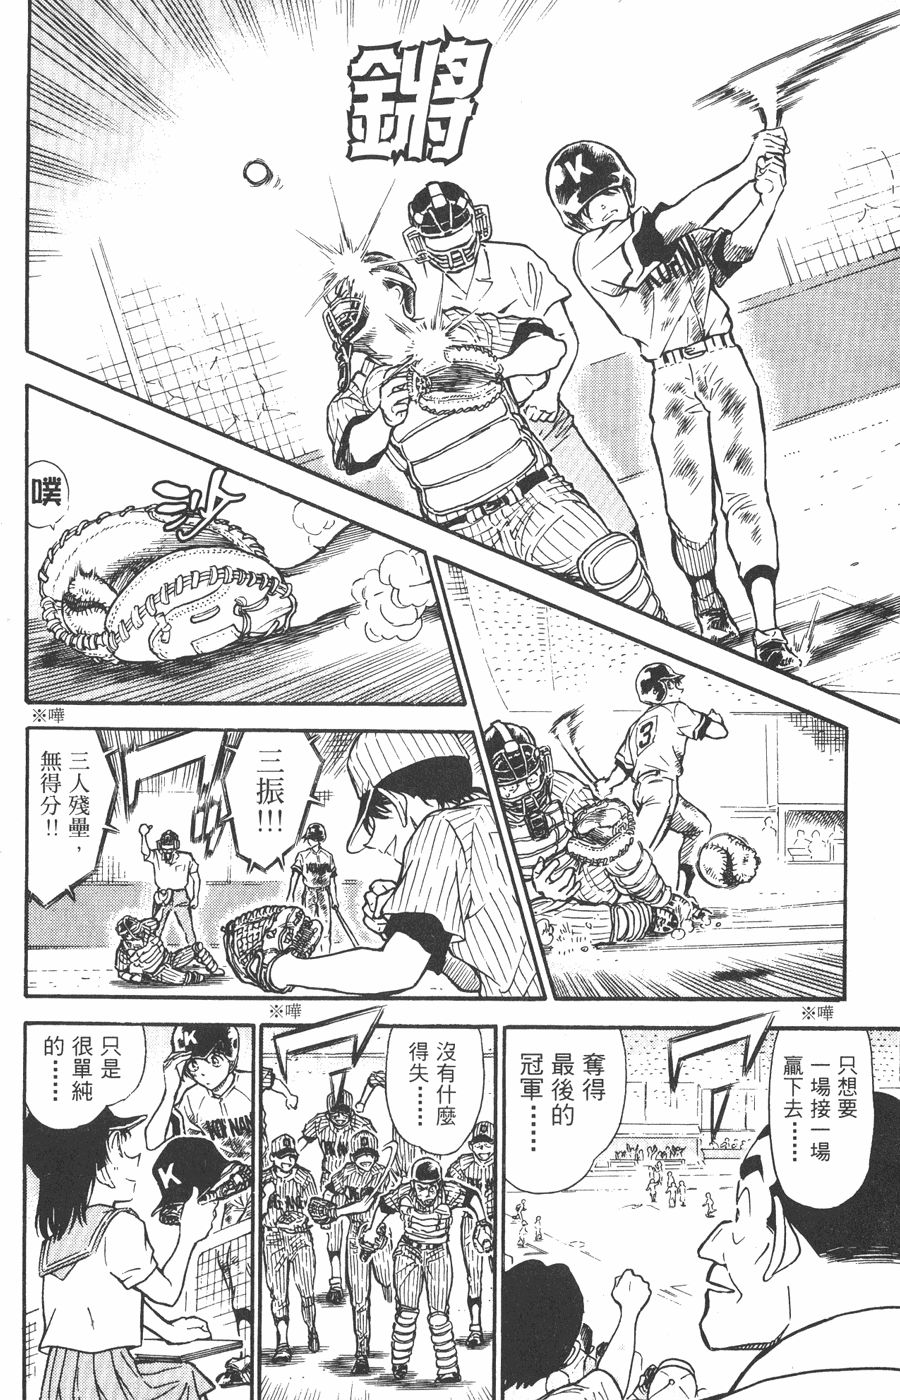 鏘
K
KONAN
噗
※嘩
3
三振!!!
三人殘壘，
無得分!!
※嘩
※嘩
只想要
一場接一場
贏下去……
奪得
最後的
冠軍……
沒有什麼
得失……
只是
很單純
的……
K
K